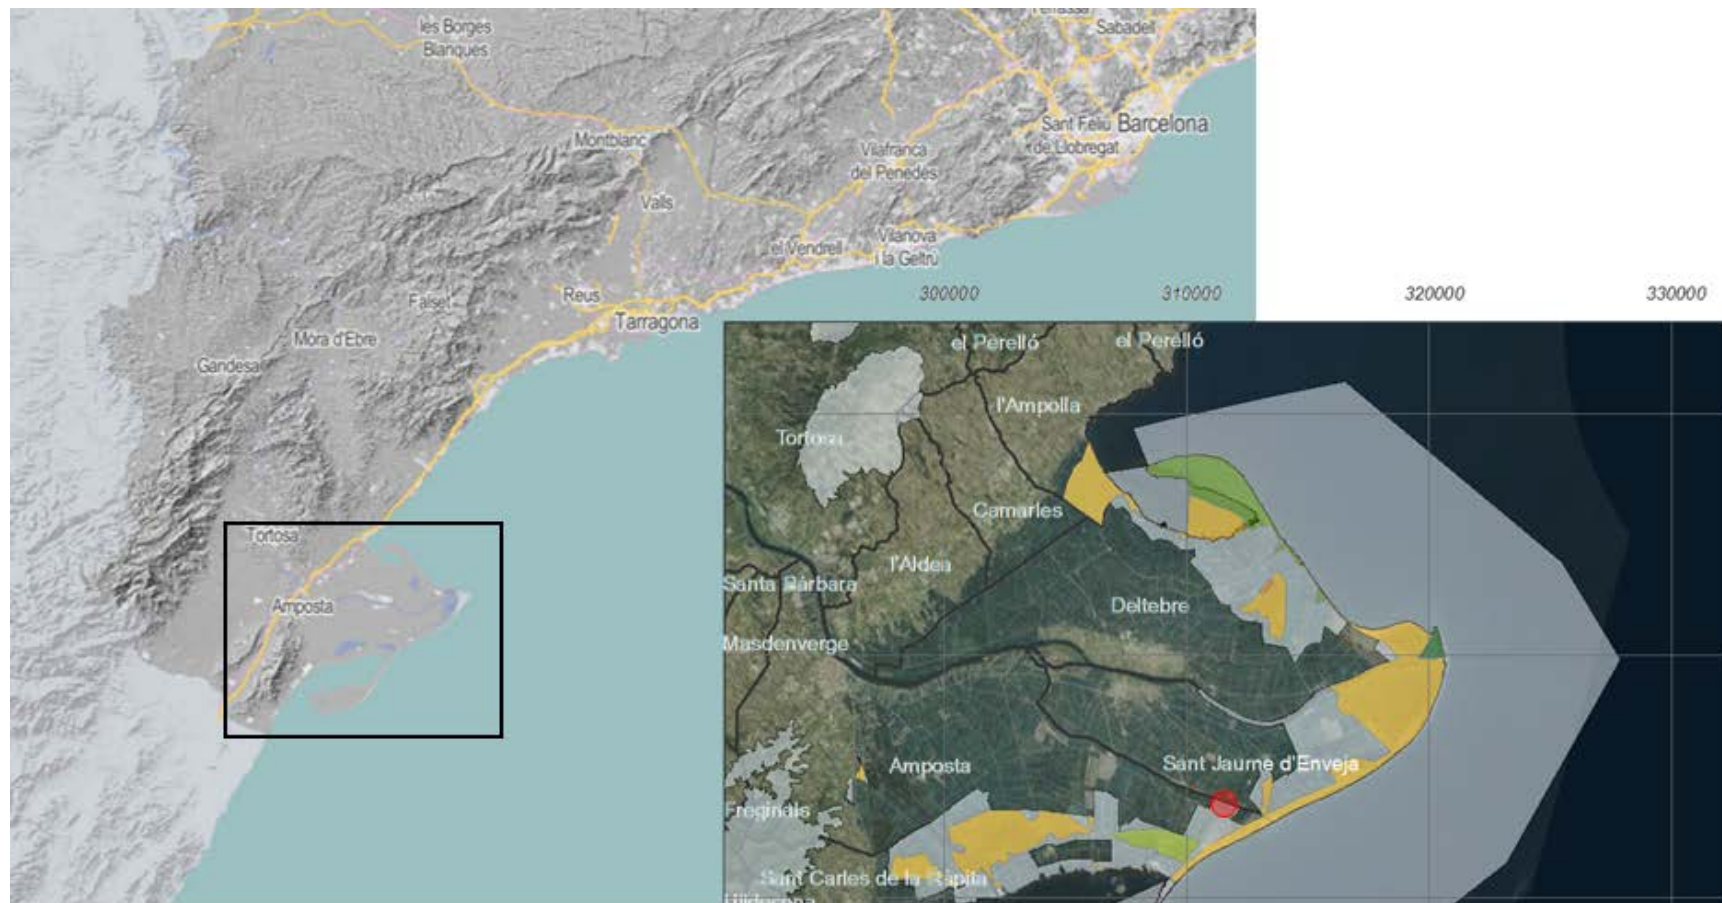 les Borges
Blanques
Terrassa
Sabadell
Montblanc
Sant Feliu
de Llobregat
Barcelona
Vilafranca
del Penedès
Valls
el Vendrell
Vilanova
i la Geltrú
Reus
Falset
Tarragona
Móra d'Ebre
Gandesa
Tortosa
Amposta
300000
310000
320000
330000
el Perelló
el Perelló
l'Ampolla
Tortosa
Camarles
l'Aldea
Santa Bàrbara
Deltebre
Masdenverge
Amposta
Sant Jaume d'Enveja
Freginals
Sant Carles de la Ràpita